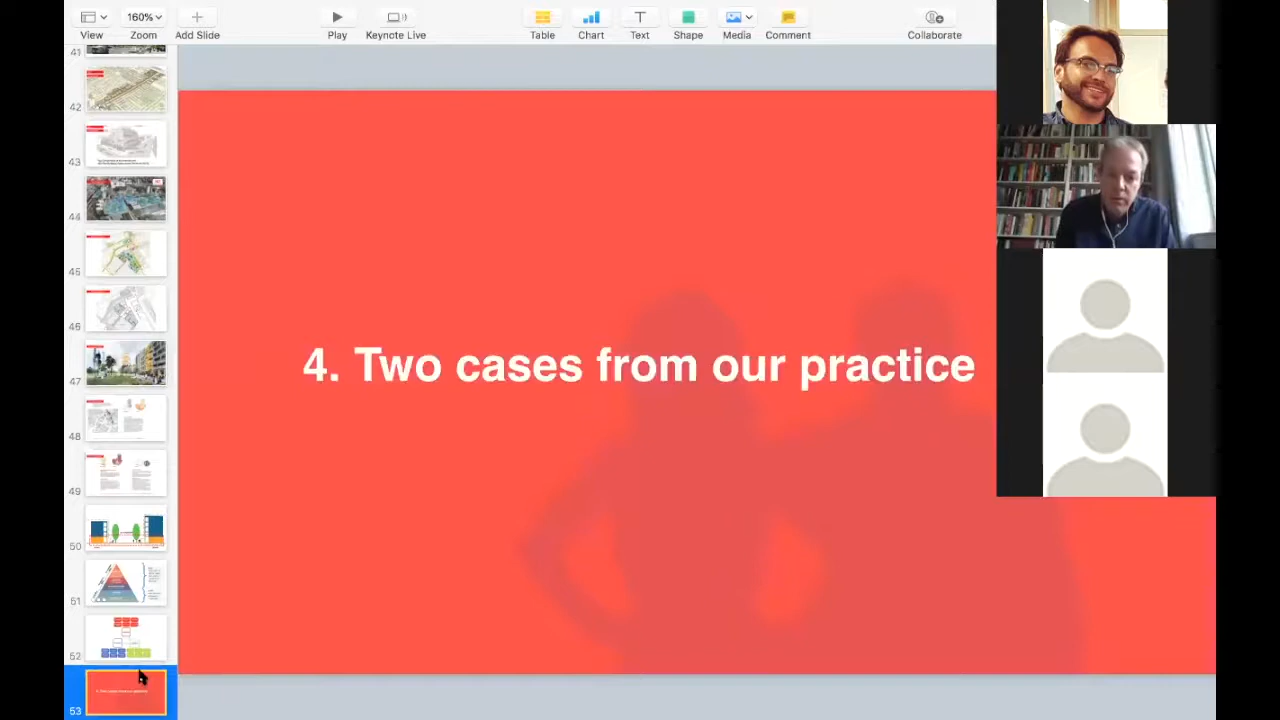 160%
View
Zoom
Add Slide
Play
Keynote Live
Table
Chart
Text
Shape
Media
Comment
Collaborate
41
42
43
44
45
46
47
48
49
50
51
52
53
4. Two cases from our practice